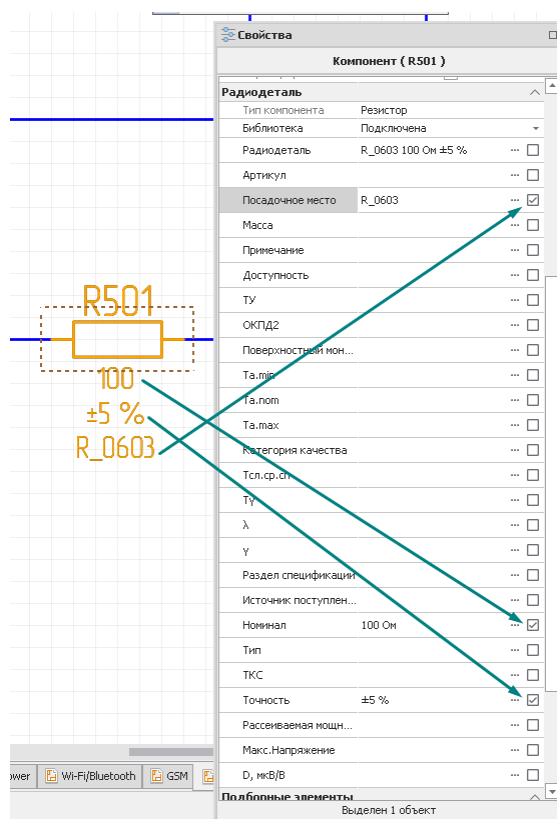 Свойства
Компонент ( R501 )
Радиодеталь
Тип компонента Резистор
Библиотека Подключена
Радиодеталь R_0603 100 Ом ±5 % ...
Артикул ...
Посадочное место R_0603 ...
Масса ...
Примечание ...
Доступность ...
ТУ ...
ОКПД2 ...
Поверхностный мон... ...
Ta.min ...
Ta.nom ...
Ta.max ...
Категория качества ...
Тсл.ср.сп ...
Тγ ...
λ ...
γ ...
Раздел спецификации ...
Источник поступлен... ...
Номинал 100 Ом ...
Тип ...
ТКС ...
Точность ±5 % ...
Рассеиваемая мощн... ...
Макс.Напряжение ...
D, мкВ/В ...
Подборные элементы
Выделен 1 объект
R501
100
±5 %
R_0603
ower Wi-Fi/Bluetooth GSM